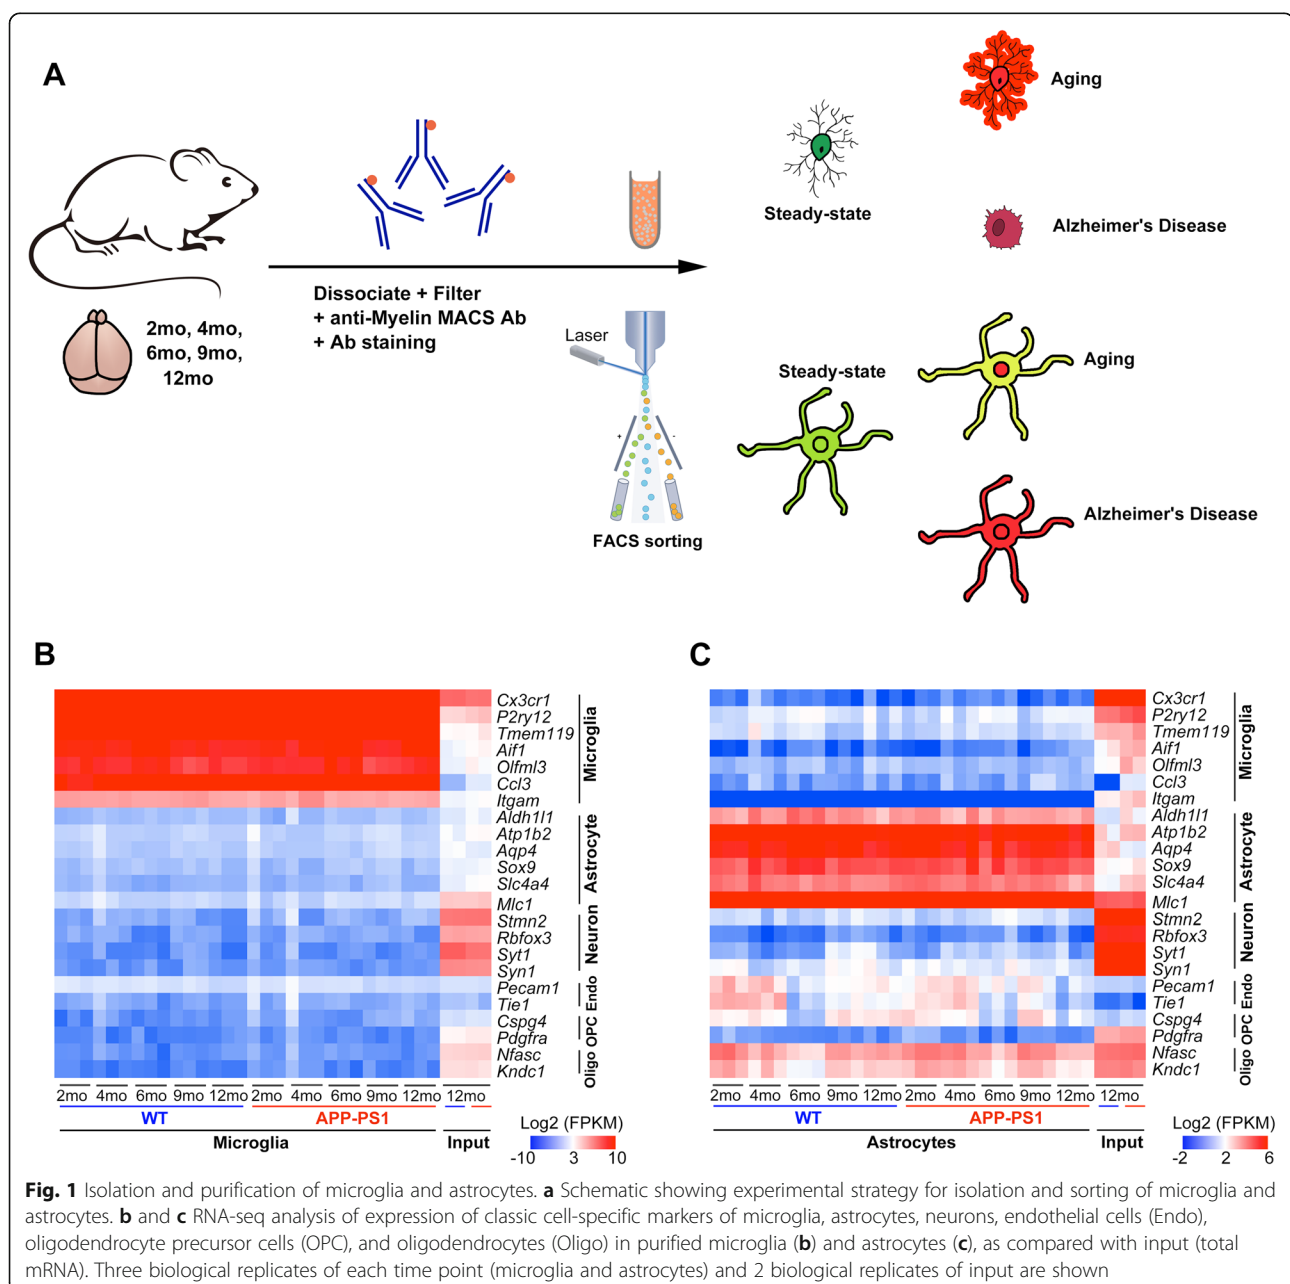 A
Aging
Steady-state
Alzheimer's Disease
2mo, 4mo,
6mo, 9mo,
12mo
Dissociate + Filter
+ anti-Myelin MACS Ab
+ Ab staining
Laser
+ -
FACS sorting
Steady-state
Aging
Alzheimer's Disease
B
Cx3cr1
P2ry12
Tmem119
Aif1
Olfml3
Ccl3
Itgam
Aldh1l1
Atp1b2
Aqp4
Sox9
Slc4a4
Mlc1
Stmn2
Rbfox3
Syt1
Syn1
Pecam1
Tie1
Cspg4
Pdgfra
Nfasc
Kndc1
Microglia
Astrocyte
Neuron
Endo
OPC
Oligo
2mo 4mo 6mo 9mo 12mo 2mo 4mo 6mo 9mo 12mo 12mo
WT APP-PS1
Microglia Input
Log2 (FPKM)
-10 3 10
C
Cx3cr1
P2ry12
Tmem119
Aif1
Olfml3
Ccl3
Itgam
Aldh1l1
Atp1b2
Aqp4
Sox9
Slc4a4
Mlc1
Stmn2
Rbfox3
Syt1
Syn1
Pecam1
Tie1
Cspg4
Pdgfra
Nfasc
Kndc1
Microglia
Astrocyte
Neuron
Endo
OPC
Oligo
2mo 4mo 6mo 9mo 12mo 2mo 4mo 6mo 9mo 12mo 12mo
WT APP-PS1
Astrocytes Input
Log2 (FPKM)
-2 2 6
Fig. 1 Isolation and purification of microglia and astrocytes. a Schematic showing experimental strategy for isolation and sorting of microglia and
astrocytes. b and c RNA-seq analysis of expression of classic cell-specific markers of microglia, astrocytes, neurons, endothelial cells (Endo),
oligodendrocyte precursor cells (OPC), and oligodendrocytes (Oligo) in purified microglia (b) and astrocytes (c), as compared with input (total
mRNA). Three biological replicates of each time point (microglia and astrocytes) and 2 biological replicates of input are shown